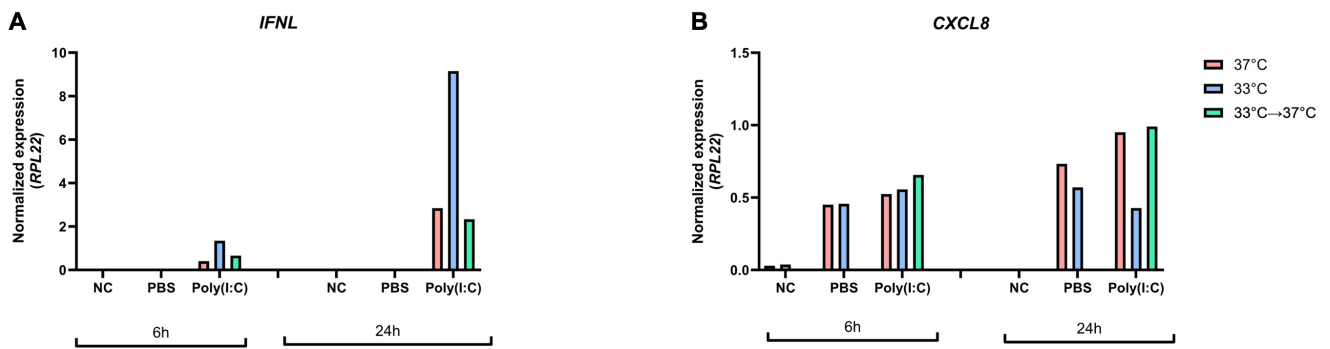 A
IFNL
Normalized expression
(RPL22)
10
8
6
4
2
0
NC PBS Poly(I:C) NC PBS Poly(I:C)
6h 24h
B
CXCL8
Normalized expression
(RPL22)
1.5
1.0
0.5
0.0
NC PBS Poly(I:C) NC PBS Poly(I:C)
6h 24h
37°C
33°C
33°C→37°C